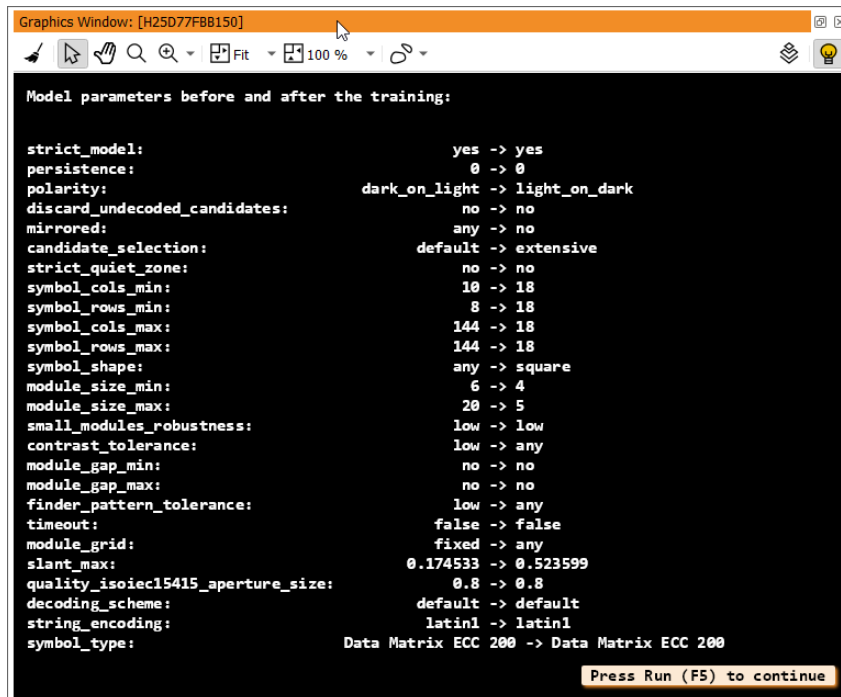 Graphics Window: [H25D77FBB150]
Fit 100 %
Model parameters before and after the training:
strict_model: yes -> yes
persistence: 0 -> 0
polarity: dark_on_light -> light_on_dark
discard_undecoded_candidates: no -> no
mirrored: any -> no
candidate_selection: default -> extensive
strict_quiet_zone: no -> no
symbol_cols_min: 10 -> 18
symbol_rows_min: 8 -> 18
symbol_cols_max: 144 -> 18
symbol_rows_max: 144 -> 18
symbol_shape: any -> square
module_size_min: 6 -> 4
module_size_max: 20 -> 5
small_modules_robustness: low -> low
contrast_tolerance: low -> any
module_gap_min: no -> no
module_gap_max: no -> no
finder_pattern_tolerance: low -> any
timeout: false -> false
module_grid: fixed -> any
slant_max: 0.174533 -> 0.523599
quality_isoiec15415_aperture_size: 0.8 -> 0.8
decoding_scheme: default -> default
string_encoding: latin1 -> latin1
symbol_type: Data Matrix ECC 200 -> Data Matrix ECC 200
Press Run (F5) to continue